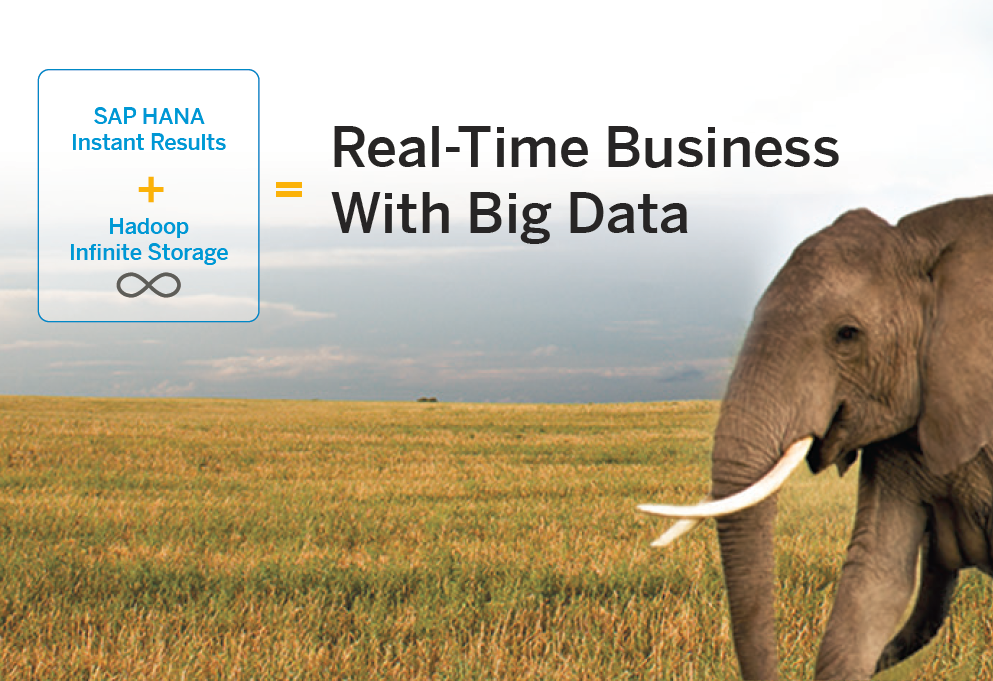 SAP HANA
Instant Results
+
Hadoop
Infinite Storage
∞
=
Real-Time Business
With Big Data